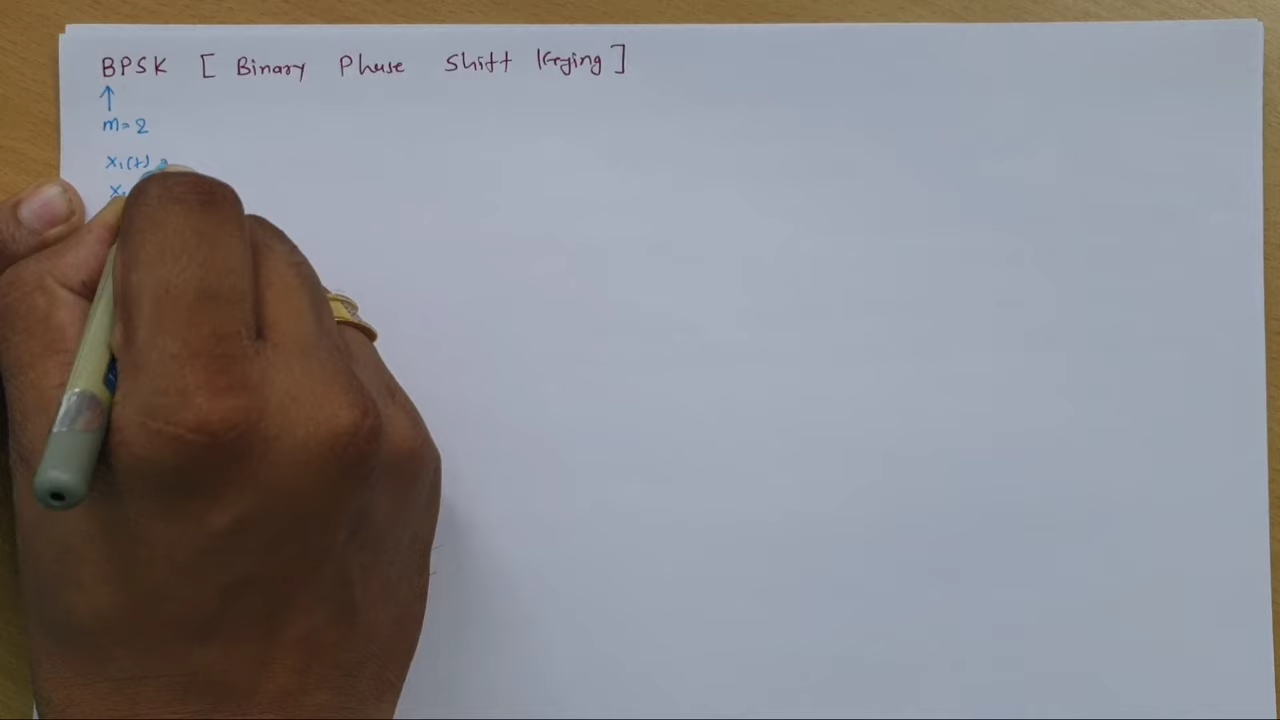 BPSK [ Binary Phase Shift Keying ]
↑
m = 2
x₁(t) =
x